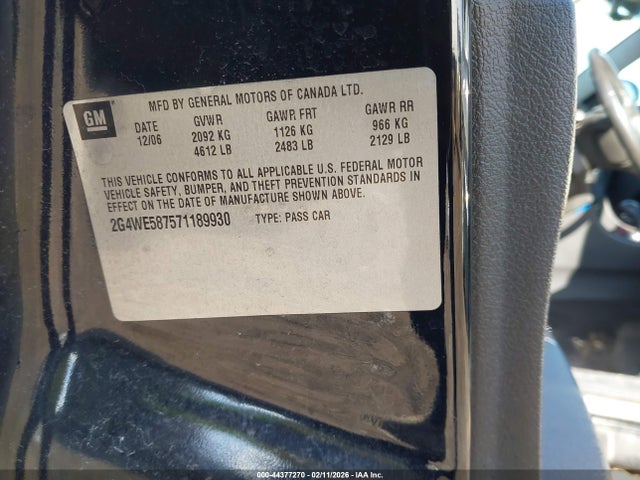 GM
MFD BY GENERAL MOTORS OF CANADA LTD.
DATE GVWR GAWR FRT GAWR RR
12/06 2092 KG 1126 KG 966 KG
4612 LB 2483 LB 2129 LB
THIS VEHICLE CONFORMS TO ALL APPLICABLE U.S. FEDERAL MOTOR
VEHICLE SAFETY, BUMPER, AND THEFT PREVENTION STANDARDS IN
EFFECT ON THE DATE OF MANUFACTURE SHOWN ABOVE.
2G4WE587571189930 TYPE: PASS CAR
000-44377270 - 02/11/2026 - IAA Inc.